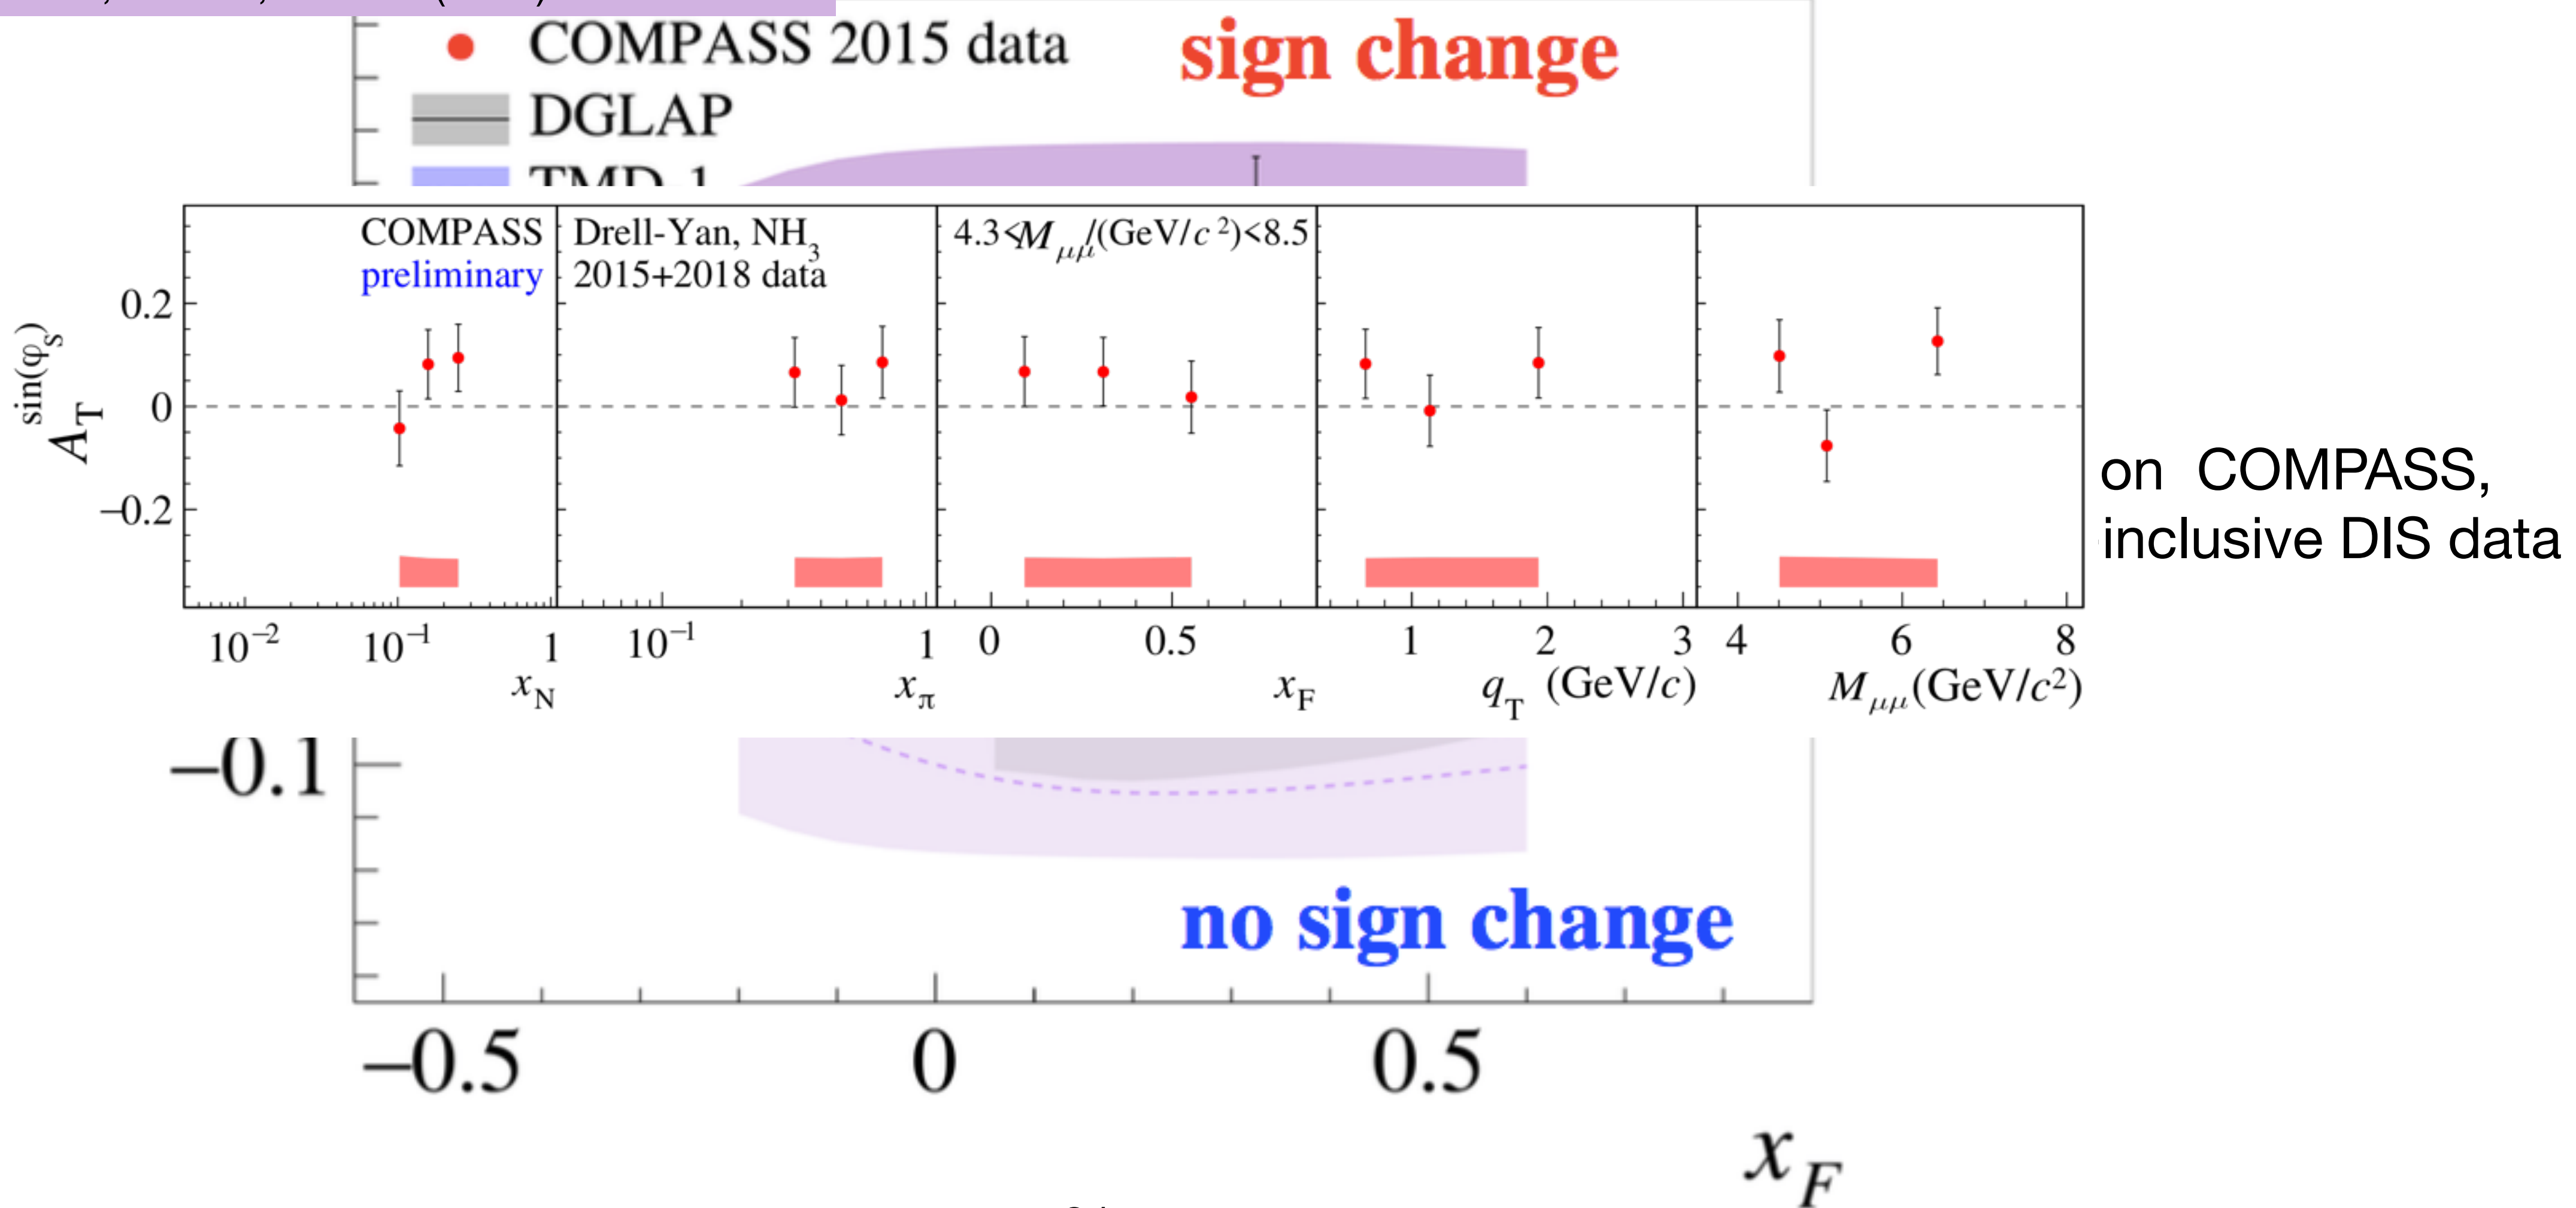 COMPASS 2015 data
sign change
DGLAP
TMD-1
COMPASS
preliminary
Drell-Yan, NH3
2015+2018 data
4.3<Mμμ/(GeV/c²)<8.5
A_T^sin(φ_S)
0.2
0
−0.2
10⁻² 10⁻¹ 1
x_N
10⁻¹ 1
x_π
0 0.5
x_F
1 2 3
q_T (GeV/c)
4 6 8
Mμμ(GeV/c²)
on COMPASS,
inclusive DIS data
−0.1
no sign change
−0.5 0 0.5
x_F